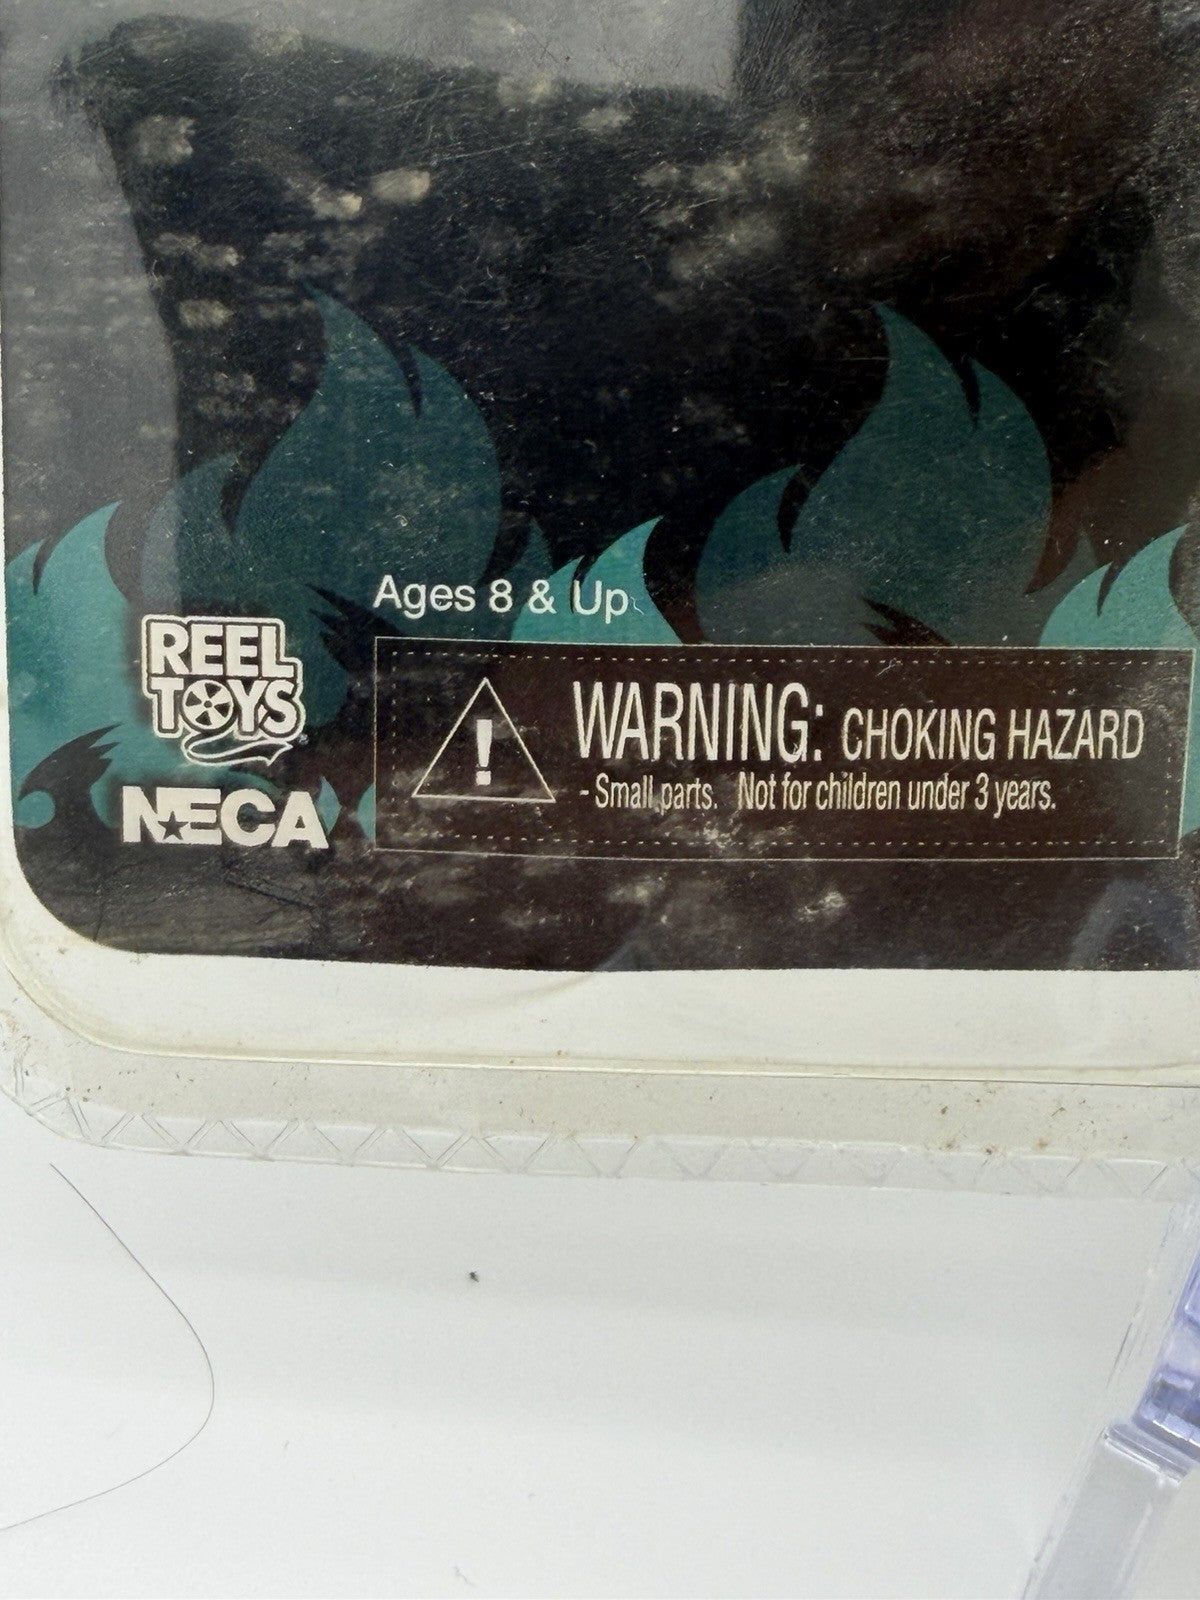 Ages 8 & Up
REEL
TOYS®
NECA
WARNING: CHOKING HAZARD
- Small parts. Not for children under 3 years.